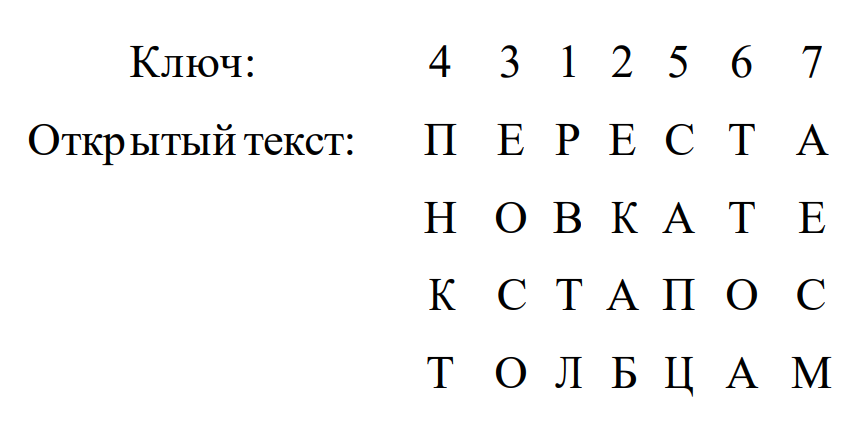 Ключ: 4 3 1 2 5 6 7
Открытый текст: П Е Р Е С Т А
Н О В К А Т Е
К С Т А П О С
Т О Л Б Ц А М